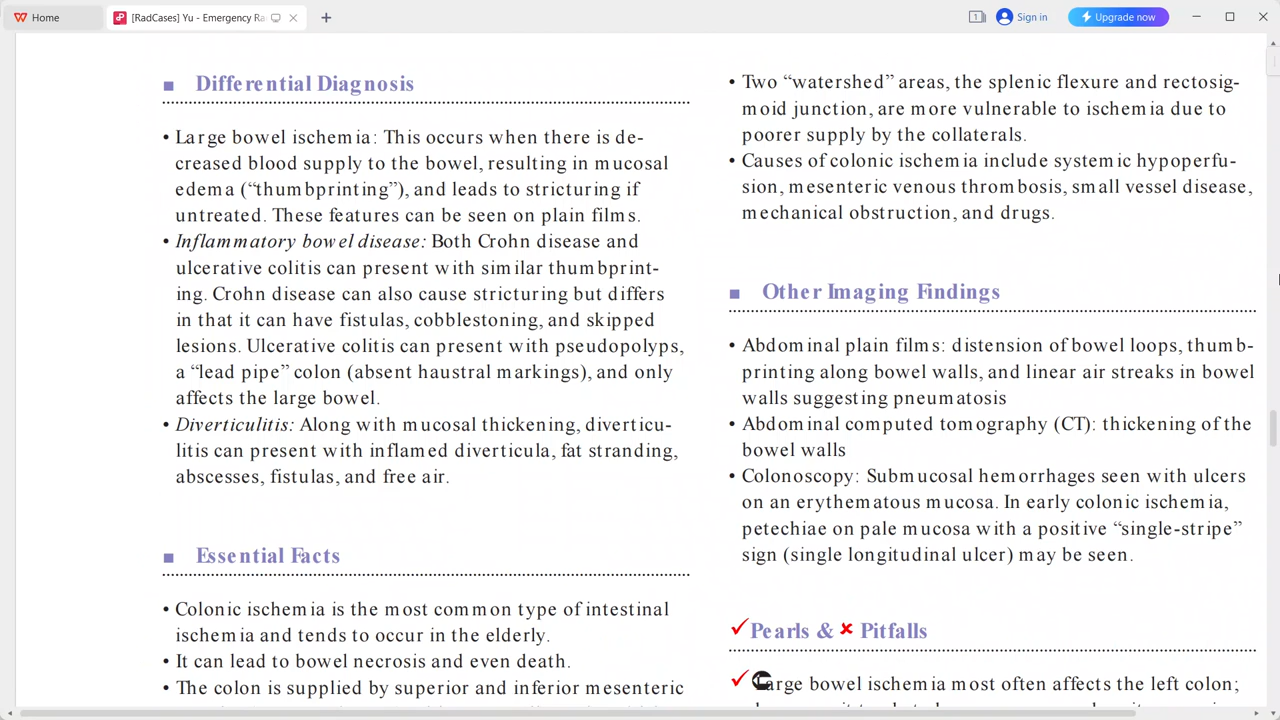 Home
[RadCases] Yu - Emergency Ra
1
Sign in
Upgrade now
Differential Diagnosis
• Large bowel ischemia: This occurs when there is de-
creased blood supply to the bowel, resulting in mucosal
edema (“thumbprinting”), and leads to stricturing if
untreated. These features can be seen on plain films.
• Inflammatory bowel disease: Both Crohn disease and
ulcerative colitis can present with similar thumbprint-
ing. Crohn disease can also cause stricturing but differs
in that it can have fistulas, cobblestoning, and skipped
lesions. Ulcerative colitis can present with pseudopolyps,
a “lead pipe” colon (absent haustral markings), and only
affects the large bowel.
• Diverticulitis: Along with mucosal thickening, diverticu-
litis can present with inflamed diverticula, fat stranding,
abscesses, fistulas, and free air.
Essential Facts
• Colonic ischemia is the most common type of intestinal
ischemia and tends to occur in the elderly.
• It can lead to bowel necrosis and even death.
• The colon is supplied by superior and inferior mesenteric
• Two “watershed” areas, the splenic flexure and rectosig-
moid junction, are more vulnerable to ischemia due to
poorer supply by the collaterals.
• Causes of colonic ischemia include systemic hypoperfu-
sion, mesenteric venous thrombosis, small vessel disease,
mechanical obstruction, and drugs.
Other Imaging Findings
• Abdominal plain films: distension of bowel loops, thumb-
printing along bowel walls, and linear air streaks in bowel
walls suggesting pneumatosis
• Abdominal computed tomography (CT): thickening of the
bowel walls
• Colonoscopy: Submucosal hemorrhages seen with ulcers
on an erythematous mucosa. In early colonic ischemia,
petechiae on pale mucosa with a positive “single-stripe”
sign (single longitudinal ulcer) may be seen.
✓Pearls & ✗ Pitfalls
✓ Large bowel ischemia most often affects the left colon;